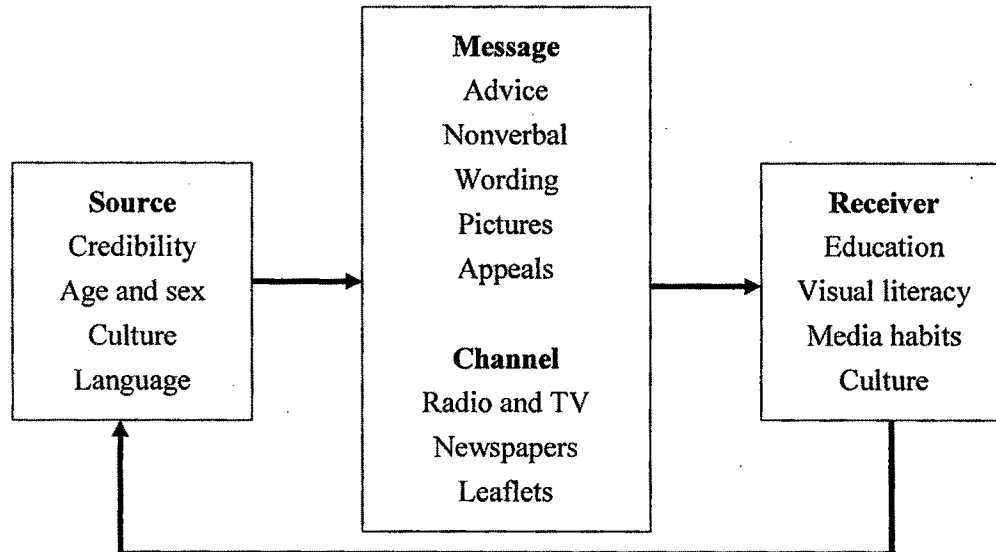 Source
Credibility
Age and sex
Culture
Language
Message
Advice
Nonverbal
Wording
Pictures
Appeals
Channel
Radio and TV
Newspapers
Leaflets
Receiver
Education
Visual literacy
Media habits
Culture